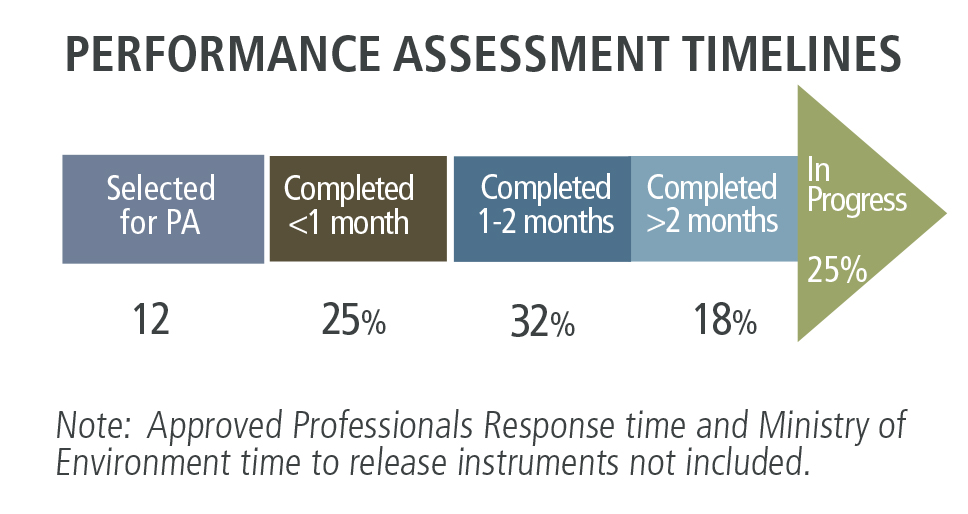 PERFORMANCE ASSESSMENT TIMELINES
Selected
for PA
12
Completed
<1 month
25%
Completed
1-2 months
32%
Completed
>2 months
18%
In
Progress
25%
Note:  Approved Professionals Response time and Ministry of
Environment time to release instruments not included.